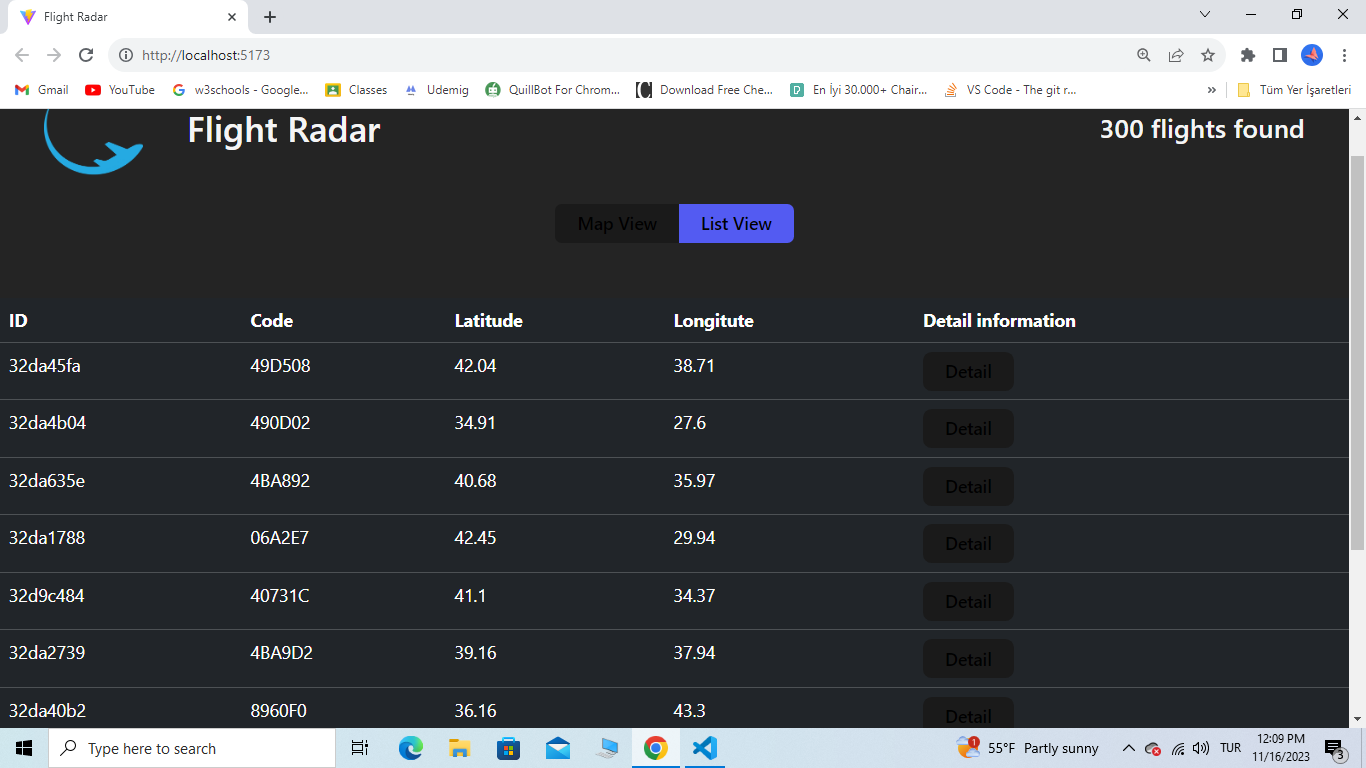 Flight Radar
http://localhost:5173
Gmail YouTube w3schools - Google... Classes Udemig QuillBot For Chrom... Download Free Che... En İyi 30.000+ Chair... VS Code - The git r... » Tüm Yer İşaretleri
Flight Radar 300 flights found
Map View List View
ID Code Latitude Longitute Detail information
32da45fa 49D508 42.04 38.71 Detail
32da4b04 490D02 34.91 27.6 Detail
32da635e 4BA892 40.68 35.97 Detail
32da1788 06A2E7 42.45 29.94 Detail
32d9c484 40731C 41.1 34.37 Detail
32da2739 4BA9D2 39.16 37.94 Detail
32da40b2 8960F0 36.16 43.3 Detail
Type here to search 1 55°F Partly sunny TUR 12:09 PM
11/16/2023 3